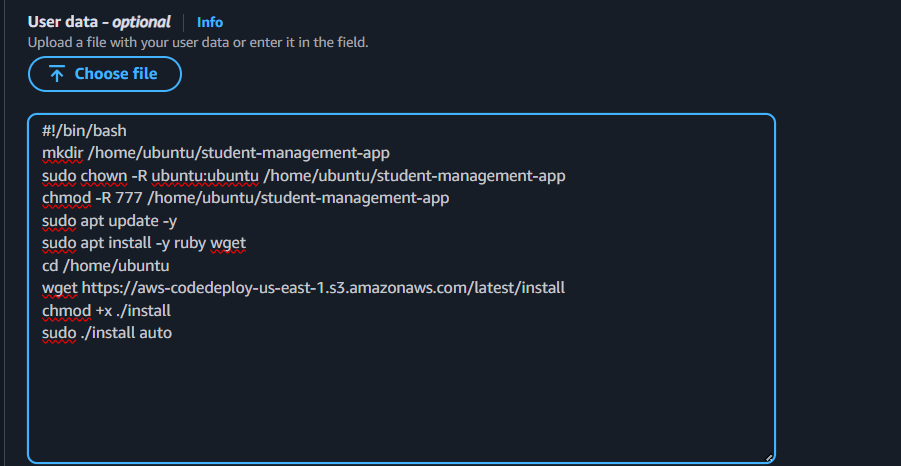 User data - optional Info
Upload a file with your user data or enter it in the field.
Choose file
#!/bin/bash
mkdir /home/ubuntu/student-management-app
sudo chown -R ubuntu:ubuntu /home/ubuntu/student-management-app
chmod -R 777 /home/ubuntu/student-management-app
sudo apt update -y
sudo apt install -y ruby wget
cd /home/ubuntu
wget https://aws-codedeploy-us-east-1.s3.amazonaws.com/latest/install
chmod +x ./install
sudo ./install auto